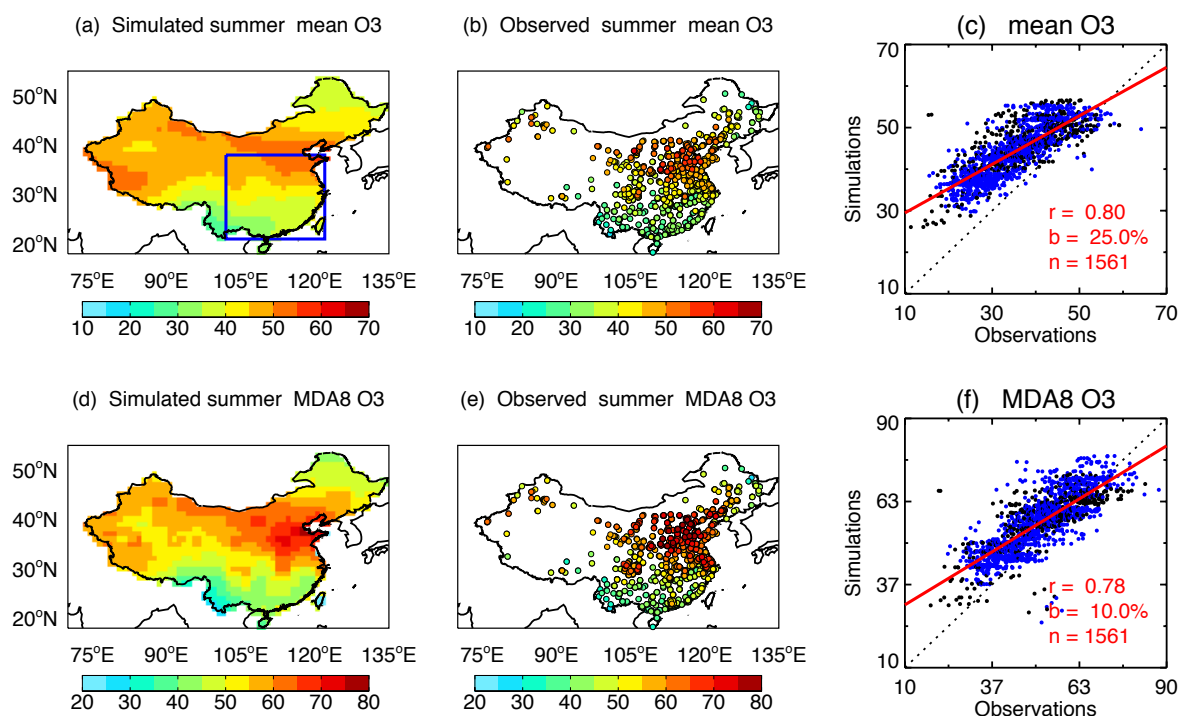 (a) Simulated summer mean O3
(b) Observed summer mean O3
(c) mean O3
50°N
40°N
30°N
20°N
75°E 90°E 105°E 120°E 135°E
10 20 30 40 50 60 70
75°E 90°E 105°E 120°E 135°E
10 20 30 40 50 60 70
70
50
30
10
Simulations
r = 0.80
b = 25.0%
n = 1561
10 30 50 70
Observations
(d) Simulated summer MDA8 O3
(e) Observed summer MDA8 O3
(f) MDA8 O3
50°N
40°N
30°N
20°N
75°E 90°E 105°E 120°E 135°E
20 30 40 50 60 70 80
75°E 90°E 105°E 120°E 135°E
20 30 40 50 60 70 80
90
63
37
10
Simulations
r = 0.78
b = 10.0%
n = 1561
10 37 63 90
Observations